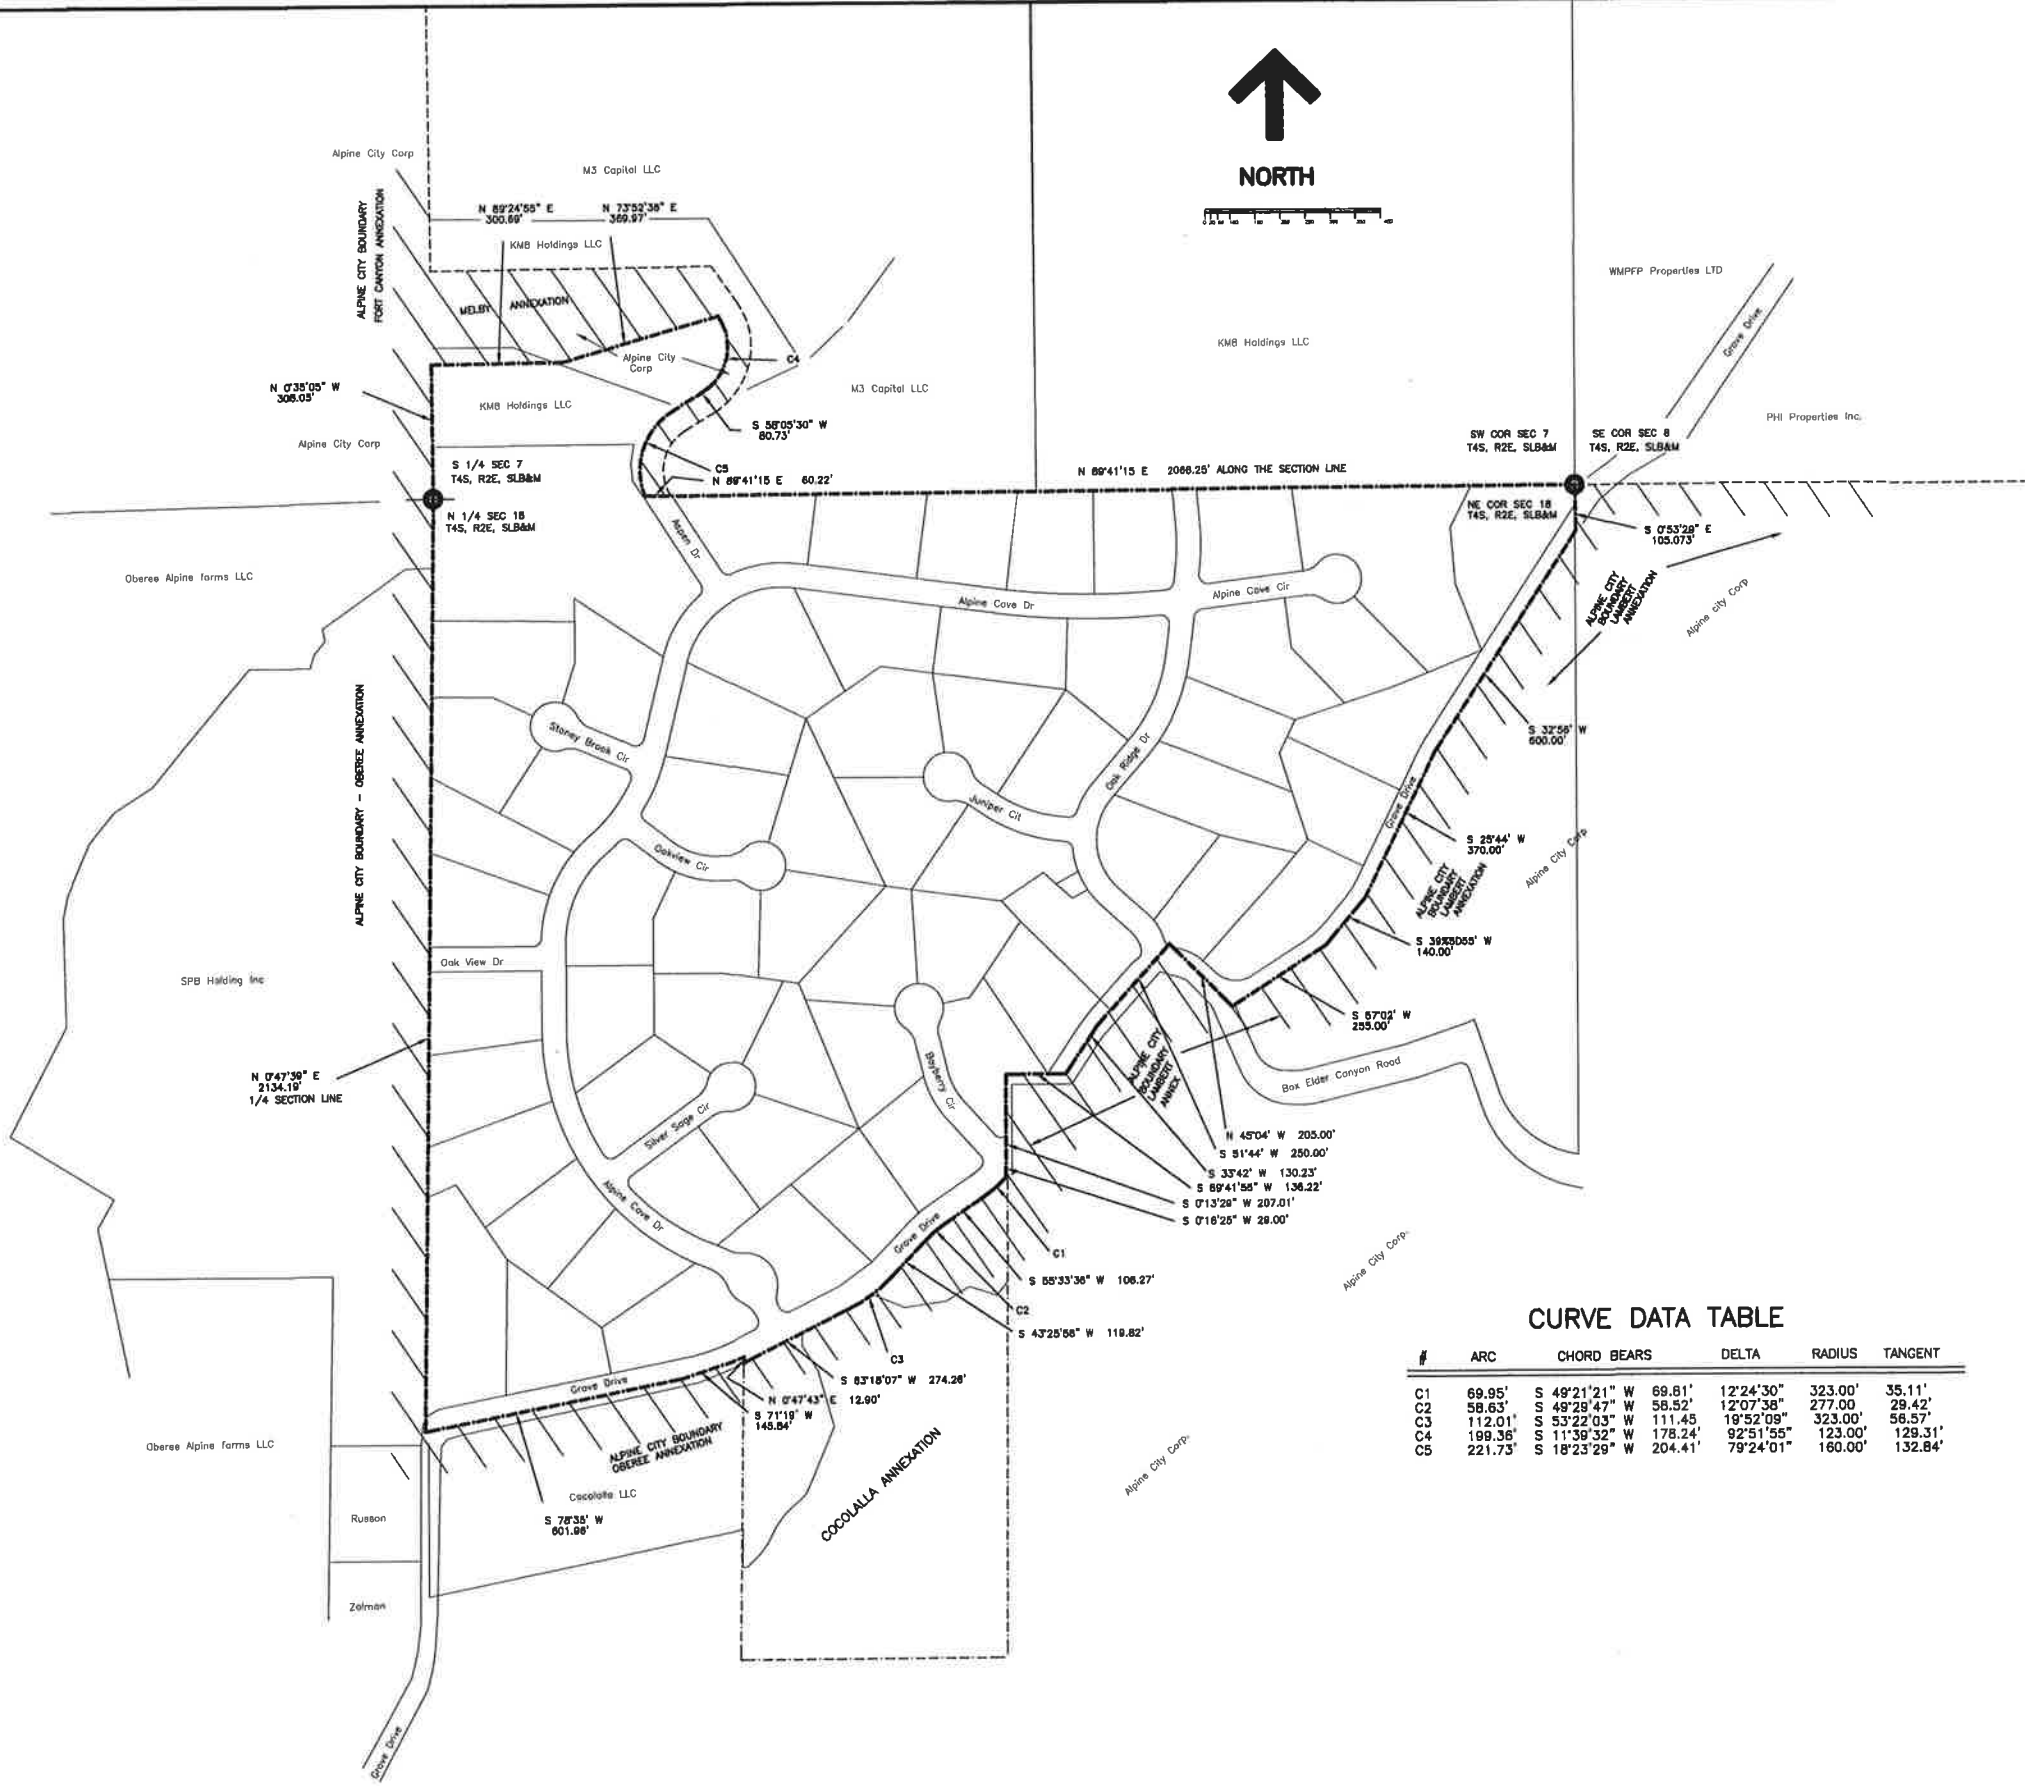 NORTH
Alpine City Corp
M3 Capital LLC
ALPINE CITY BOUNDARY
FORT CANYON ANNEXATION
N 89°24'55" E
300.69'
N 73°52'38" E
369.97'
KMB Holdings LLC
WMPFP Properties LTD
MELBY ANNEXATION
Grove Drive
KMB Holdings LLC
Alpine City
Corp
C4
N 0°35'05" W
308.05'
M3 Capital LLC
KMB Holdings LLC
PHI Properties Inc.
S 58°05'30" W
80.73'
Alpine City Corp
SW COR SEC 7
T4S, R2E, SLB&M
SE COR SEC 8
T4S, R2E, SLB&M
S 1/4 SEC 7
T4S, R2E, SLB&M
C5
N 89°41'15 E 60.22'
N 89°41'15 E 2066.25' ALONG THE SECTION LINE
N 1/4 SEC 18
T4S, R2E, SLB&M
NE COR SEC 18
T4S, R2E, SLB&M
S 0°53'29" E
105.073'
Aspen Dr
Oberee Alpine farms LLC
Alpine Cove Dr
Alpine Cove Cir
ALPINE CITY
BOUNDARY
LAMBERT
ANNEXATION
Alpine city Corp
ALPINE CITY BOUNDARY - OBEREE ANNEXATION
Stoney Brook Cir
S 32°56' W
600.00'
Oak Ridge Dr
Juniper Cit
Grove Drive
S 25°44' W
370.00'
Oakview Cir
Alpine City Corp
ALPINE CITY
BOUNDARY
LAMBERT
ANNEXATION
S 39%%D55' W
140.00'
Oak View Dr
SPB Holding Inc
S 57°02' W
255.00'
Bayberry Cir
ALPINE CITY
BOUNDARY
LAMBERT
ANNEX
Box Elder Canyon Road
N 0°47'39" E
2134.19'
1/4 SECTION LINE
Silver Sage Cir
N 45°04' W 205.00'
S 51°44' W 250.00'
S 33°42' W 130.23'
S 89°41'55" W 136.22'
S 0°13'29" W 207.01'
S 0°16'25" W 29.00'
Alpine Cove Dr
Grove Drive
C1
S 55°33'36" W 106.27'
Alpine City Corp.
C2
S 43°25'58" W 119.82'
C3
S 63°18'07" W 274.26'
Grove Drive
N 0°47'43" E 12.90'
S 71°19' W
145.84'
ALPINE CITY BOUNDARY
OBEREE ANNEXATION
Oberee Alpine farms LLC
COCOLALLA ANNEXATION
Alpine City Corp.
Cocolalla LLC
S 78°35' W
601.96'
Russon
Zolman
Grove Drive
CURVE DATA TABLE
# ARC CHORD BEARS DELTA RADIUS TANGENT
C1 69.95' S 49°21'21" W 69.81' 12°24'30" 323.00' 35.11'
C2 58.63' S 49°29'47" W 58.52' 12°07'38" 277.00 29.42'
C3 112.01' S 53°22'03" W 111.45 19°52'09" 323.00' 56.57'
C4 199.36' S 11°39'32" W 178.24' 92°51'55" 123.00' 129.31'
C5 221.73' S 18°23'29" W 204.41' 79°24'01" 160.00' 132.84'